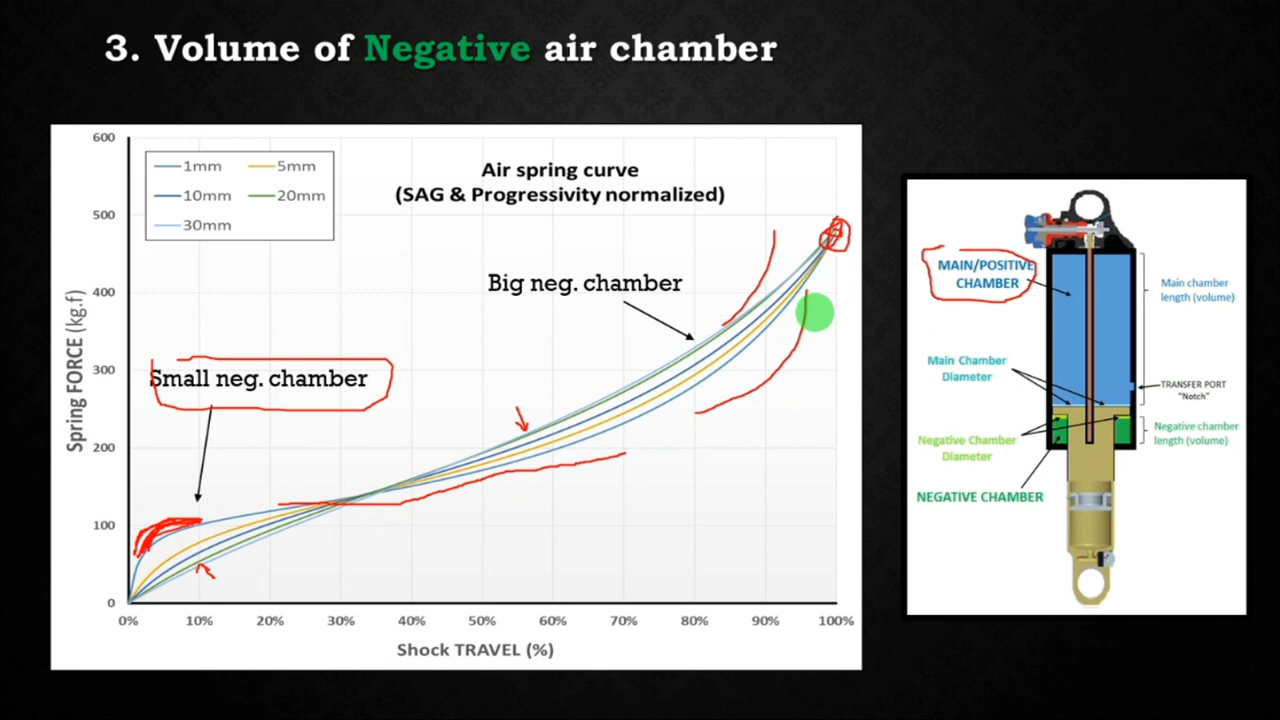 3. Volume of Negative air chamber
600
500
400
300
200
100
0
Spring FORCE (kg.f)
1mm
5mm
10mm
20mm
30mm
Air spring curve
(SAG & Progressivity normalized)
Big neg. chamber
Small neg. chamber
0% 10% 20% 30% 40% 50% 60% 70% 80% 90% 100%
Shock TRAVEL (%)
MAIN/POSITIVE
CHAMBER
Main chamber
length (volume)
Main Chamber
Diameter
TRANSFER PORT
"Notch"
Negative Chamber
Diameter
Negative chamber
length (volume)
NEGATIVE CHAMBER